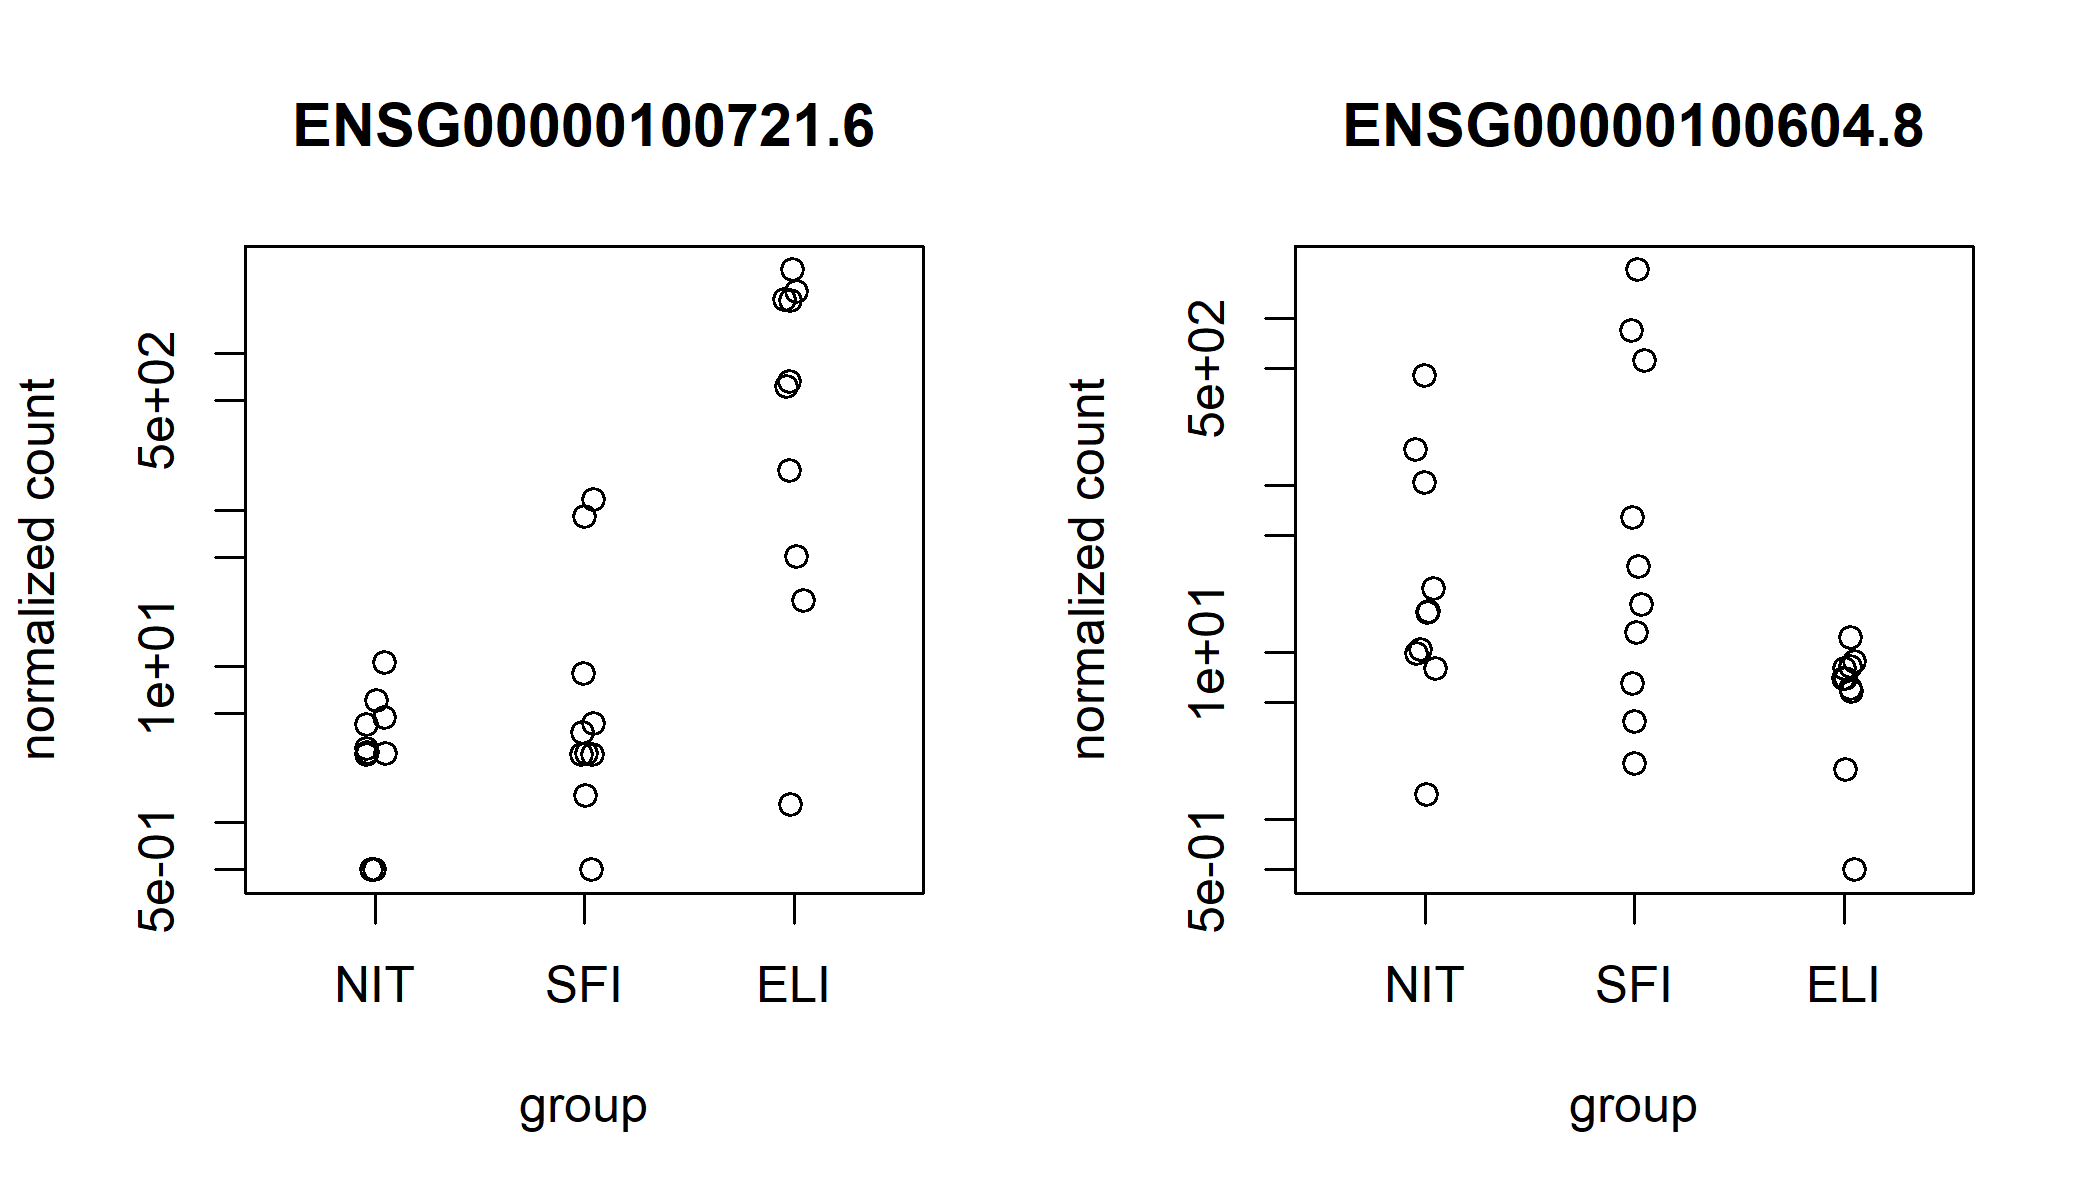 ENSG00000100721.6
normalized count
5e-01
1e+01
5e+02
NIT
SFI
ELI
group
ENSG00000100604.8
normalized count
5e-01
1e+01
5e+02
NIT
SFI
ELI
group